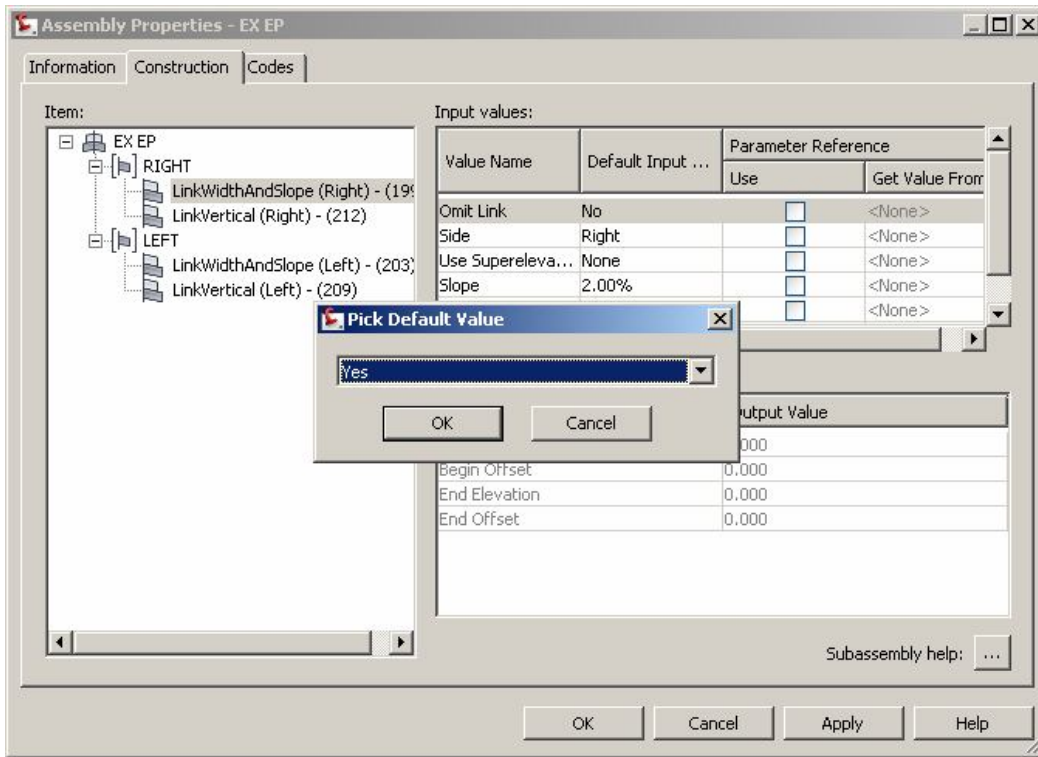 Assembly Properties - EX EP
Information Construction Codes
Item:
EX EP
RIGHT
LinkWidthAndSlope (Right) - (19
LinkVertical (Right) - (212)
LEFT
LinkWidthAndSlope (Left) - (203)
LinkVertical (Left) - (209)
Input values:
Value Name Default Input ... Parameter Reference
Use Get Value From
Omit Link No <None>
Side Right <None>
Use Supereleva... None <None>
Slope 2.00% <None>
<None>
Pick Default Value
Yes
OK Cancel
Output Value
0.000
Begin Offset 0.000
End Elevation 0.000
End Offset 0.000
Subassembly help: ...
OK Cancel Apply Help